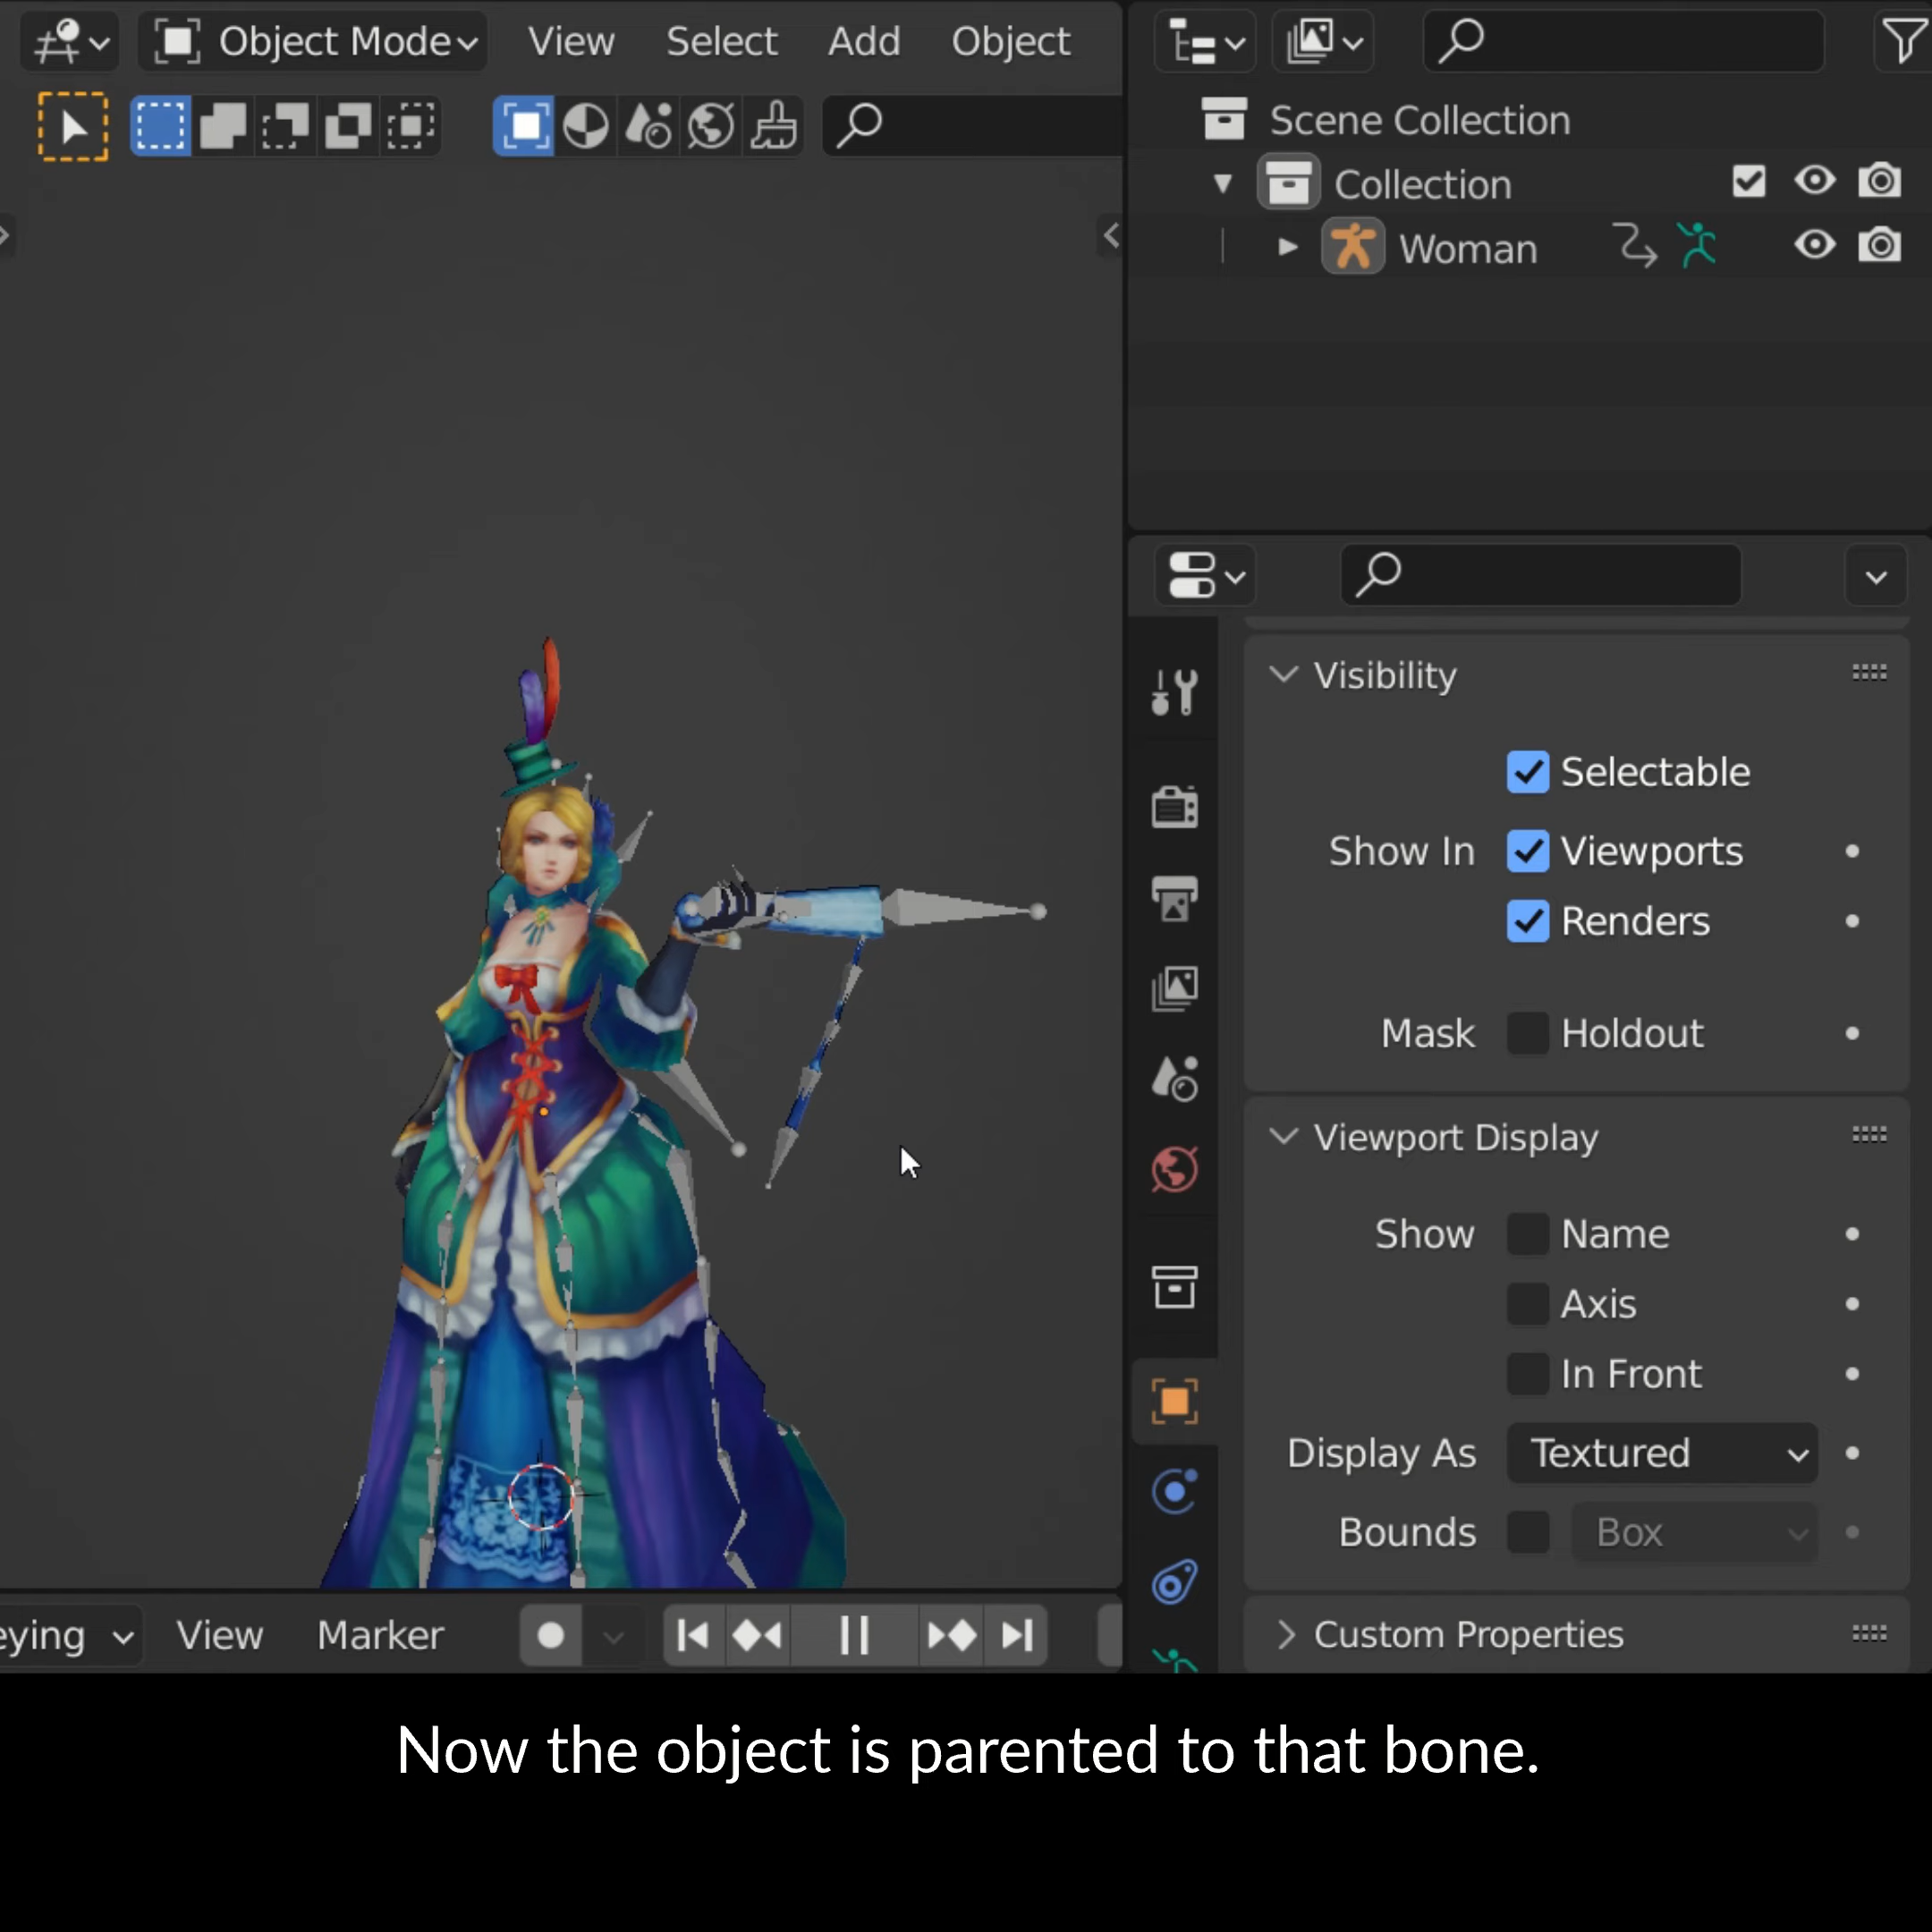 Object Mode View Select Add Object
Scene Collection
Collection
Woman
Visibility
Selectable
Show In Viewports
Renders
Mask Holdout
Viewport Display
Show Name
Axis
In Front
Display As Textured
Bounds Box
Custom Properties
eying View Marker
Now the object is parented to that bone.